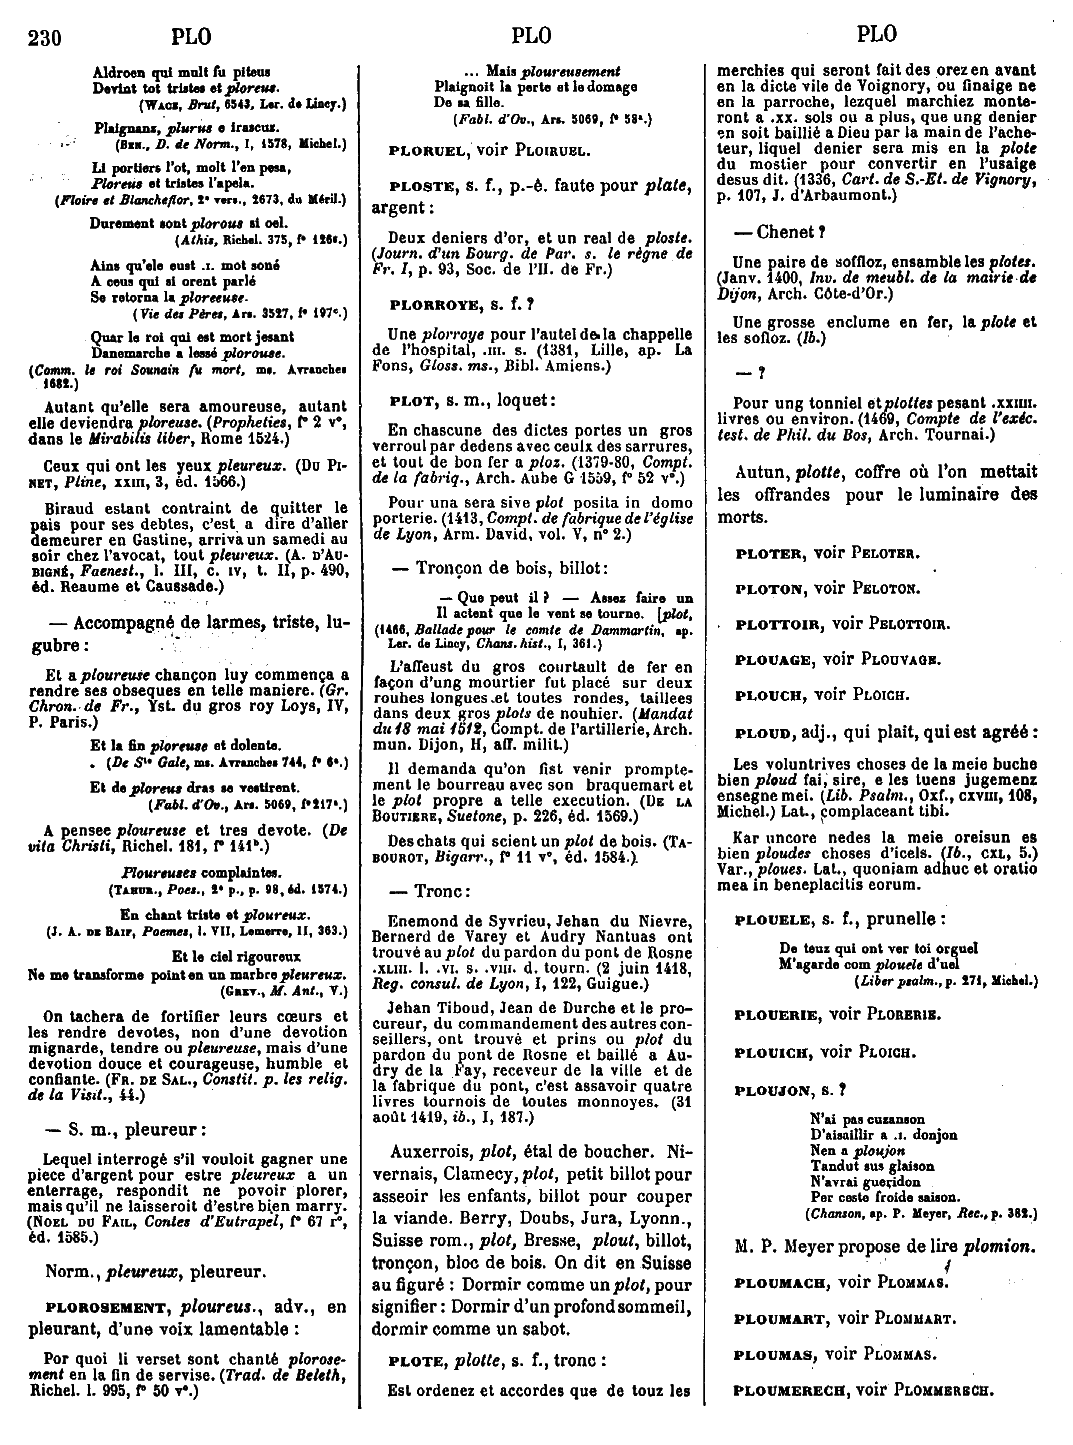 230 PLO PLO PLO
Aldroen qui mult fu piteus
Devint tot tristes et ploreus.
(WACE, Brut, 6543, Ler. de Lincy.)
Plaignanz, plurus e irascuz.
(BEN., D. de Norm., I, 1578, Michel.)
Li portiers l'ot, molt l'en pesa,
Ploreus et tristes l'apela.
(Floire et Blancheflor, 2e vers., 2673, du Méril.)
Durement sont plorous si oel.
(Athis, Richel. 375, fº 126e.)
Ains qu'ele eust .I. mot soné
A ceus qui si orent parlé
Se retorna la ploreeuse.
(Vie des Pères, Ars. 3527, fº 197c.)
Quar le roi qui est mort jesant
Danemarche a lessé plorouse.
(Comm. le roi Sounain fu mort, ms. Avranches
1682.)
Autant qu'elle sera amoureuse, autant
elle deviendra ploreuse. (Propheties, fº 2 vº,
dans le Mirabilis liber, Rome 1524.)
Ceux qui ont les yeux pleureux. (DU PI-
NET, Pline, XXIII, 3, éd. 1566.)
Biraud estant contraint de quitter le
pais pour ses debtes, c'est a dire d'aller
demeurer en Gastine, arriva un samedi au
soir chez l'avocat, tout pleureux. (A. D'AU-
BIGNÉ, Faenest., l. III, c. IV, t. II, p. 490,
éd. Reaume et Caussade.)
— Accompagné de larmes, triste, lu-
gubre :
Et a ploureuse chançon luy commença a
rendre ses obseques en telle maniere. (Gr.
Chron. de Fr., Yst. du gros roy Loys, IV,
P. Paris.)
Et la fin ploreuse et dolente.
(De Ste Gale, ms. Avranches 744, fº 6e.)
Et de ploreus dras se vestirent.
(Fabl. d'Ov., Ars. 5069, fº 217e.)
A pensee ploureuse et tres devote. (De
vita Christi, Richel. 181, fº 141b.)
Ploureuses complaintes.
(TAHUR., Poes., 2e p., p. 98, éd. 1574.)
En chant triste et ploureux.
(J. A. DE BAIF, Poemes, l. VII, Lemerre, II, 363.)
Et le ciel rigoureux
Ne me transforme point en un marbre pleureux.
(GREV., M. Ant., V.)
On tachera de fortifier leurs cœurs et
les rendre devotes, non d'une devotion
mignarde, tendre ou pleureuse, mais d'une
devotion douce et courageuse, humble et
confiante. (FR. DE SAL., Constit. p. les relig.
de la Visit., 44.)
— S. m., pleureur :
Lequel interrogé s'il vouloit gagner une
piece d'argent pour estre pleureux a un
enterrage, respondit ne povoir plorer,
mais qu'il ne laisseroit d'estre bien marry.
(NOEL DU FAIL, Contes d'Eutrapel, fº 67 rº,
éd. 1585.)
Norm., pleureux, pleureur.
PLOROSEMENT, ploureus., adv., en
pleurant, d'une voix lamentable :
Por quoi li verset sont chanté plorose-
ment en la fin de servise. (Trad. de Beleth,
Richel. l. 995, fº 50 vº.)
... Mais ploureusement
Plaignoit la perte et le domage
De sa fille.
(Fabl. d'Ov., Ars. 5069, fº 58a.)
PLORUEL, voir PLOIRUEL.
PLOSTE, s. f., p.-ê. faute pour plate,
argent :
Deux deniers d'or, et un real de ploste.
(Journ. d'un Bourg. de Par. s. le règne de
Fr. I, p. 93, Soc. de l'H. de Fr.)
PLORROYE, s. f. ?
Une plorroye pour l'autel de la chappelle
de l'hospital, .III. s. (1381, Lille, ap. La
Fons, Gloss. ms., Bibl. Amiens.)
PLOT, s. m., loquet :
En chascune des dictes portes un gros
verroul par dedens avec ceulx des sarrures,
et tout de bon fer a ploz. (1379-80, Compt.
de la fabriq., Arch. Aube G 1559, fº 52 vº.)
Pour una sera sive plot posita in domo
porterie. (1413, Compt. de fabrique de l'église
de Lyon, Arm. David, vol. V, nº 2.)
— Tronçon de bois, billot :
— Que peut il ? — Assez faire un
Il actent que le vent se tourne. [plot,
(1466, Ballade pour le comte de Dammartin, ap.
Ler. de Lincy, Chans. hist., I, 361.)
L'affeust du gros courtault de fer en
façon d'ung mourtier fut placé sur deux
rouhes longues et toutes rondes, taillees
dans deux gros plots de nouhier. (Mandat
du 18 mai 1512, Compt. de l'artillerie, Arch.
mun. Dijon, H, aff. milit.)
Il demanda qu'on fist venir prompte-
ment le bourreau avec son braquemart et
le plot propre a telle execution. (DE LA
BOUTIERE, Suetone, p. 226, éd. 1569.)
Des chats qui scient un plot de bois. (TA-
BOUROT, Bigarr., fº 11 vº, éd. 1584.)
— Tronc :
Enemond de Syvrieu, Jehan du Nievre,
Bernerd de Varey et Audry Nantuas ont
trouvé au plot du pardon du pont de Rosne
.XLIII. l. .VI. s. .VIII. d. tourn. (2 juin 1418,
Reg. consul. de Lyon, I, 122, Guigue.)
Jehan Tiboud, Jean de Durche et le pro-
cureur, du commandement des autres con-
seillers, ont trouvé et prins ou plot du
pardon du pont de Rosne et baillé a Au-
dry de la Fay, receveur de la ville et de
la fabrique du pont, c'est assavoir quatre
livres tournois de toutes monnoyes. (31
août 1419, ib., I, 187.)
Auxerrois, plot, étal de boucher. Ni-
vernais, Clamecy, plot, petit billot pour
asseoir les enfants, billot pour couper
la viande. Berry, Doubs, Jura, Lyonn.,
Suisse rom., plot, Bresse, plout, billot,
tronçon, bloc de bois. On dit en Suisse
au figuré : Dormir comme un plot, pour
signifier : Dormir d'un profond sommeil,
dormir comme un sabot.
PLOTE, plotte, s. f., tronc :
Est ordenez et accordes que de touz les
merchies qui seront fait des orez en avant
en la dicte vile de Voignory, ou finaige ne
en la parroche, lezquel marchiez monte-
ront a .XX. sols ou a plus, que ung denier
en soit baillié a Dieu par la main de l'ache-
teur, liquel denier sera mis en la plote
du mostier pour convertir en l'usaige
desus dit. (1336, Cart. de S.-Et. de Vignory,
p. 107, J. d'Arbaumont.)
— Chenet ?
Une paire de soffloz, ensamble les plotes.
(Janv. 1400, Inv. de meubl. de la mairie de
Dijon, Arch. Côte-d'Or.)
Une grosse enclume en fer, la plote et
les sofloz. (Ib.)
— ?
Pour ung tonniel et plottes pesant .XXIIII.
livres ou environ. (1469, Compte de l'exéc.
test. de Phil. du Bos, Arch. Tournai.)
Autun, plotte, coffre où l'on mettait
les offrandes pour le luminaire des
morts.
PLOTER, voir PELOTER.
PLOTON, voir PELOTON.
PLOTTOIR, voir PELOTTOIR.
PLOUAGE, voir PLOUVAGE.
PLOUCH, voir PLOICH.
PLOUD, adj., qui plait, qui est agréé :
Les voluntrives choses de la meie buche
bien ploud fai, sire, e les tuens jugemenz
ensegne mei. (Lib. Psalm., Oxf., CXVIII, 108,
Michel.) Lat., complaceant tibi.
Kar uncore nedes la meie oreisun es
bien ploudes choses d'icels. (Ib., CXL, 5.)
Var., ploues. Lat., quoniam adhuc et oratio
mea in beneplacitis eorum.
PLOUELE, s. f., prunelle :
De teuz qui ont ver toi orguel
M'agarde com plouele d'uel
(Liber psalm., p. 271, Michel.)
PLOUERIE, voir PLORERIE.
PLOUICH, voir PLOICH.
PLOUJON, s. ?
N'ai pas cuzanson
D'aisaillir a .I. donjon
Nen a ploujon
Tandut sus glaison
N'avrai gueridon
Per ceste froide saison.
(Chanson, ap. P. Meyer, Rec., p. 382.)
M. P. Meyer propose de lire plomion.
PLOUMACH, voir PLOMMAS.
PLOUMART, voir PLOMMART.
PLOUMAS, voir PLOMMAS.
PLOUMERECH, voir PLOMMERECH.